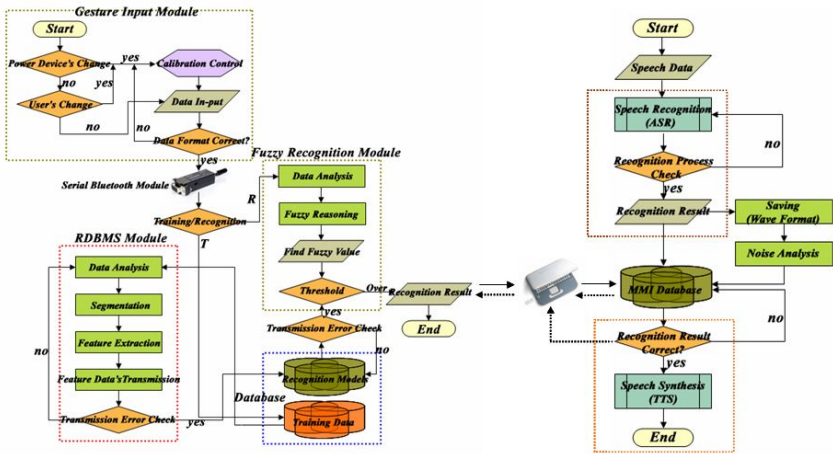 Gesture Input Module
Start
Power Device's Change
yes
Calibration Control
no
yes
User's Change
Data In-put
no
no
Data Format Correct?
yes
Serial Bluetooth Module
Training/Recognition
R
T
Fuzzy Recognition Module
Data Analysis
Fuzzy Reasoning
Find Fuzzy Value
Threshold
Over
Recognition Result
End
yes
Transmission Error Check
no
Recognition Models
Database
Training Data
RDBMS Module
Data Analysis
Segmentation
Feature Extraction
Feature Data'sTransmission
Transmission Error Check
no
yes
Start
Speech Data
Speech Recognition
(ASR)
no
Recognition Process
Check
yes
Recognition Result
Saving
(Wave Format)
Noise Analysis
MMI Database
no
Recognition Result
Correct?
yes
Speech Synthesis
(TTS)
End